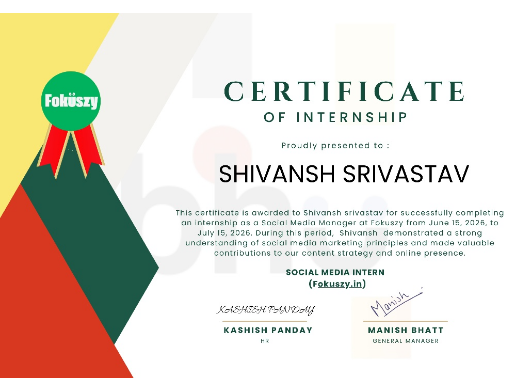 Foküszy
CERTIFICATE
OF INTERNSHIP
Proudly presented to :
SHIVANSH SRIVASTAV
This certificate is awarded to Shivansh srivastav for successfully completing
an internship as a Social Media Manager at Fokuszy from June 15, 2026, to
July 15, 2026. During this period, Shivansh demonstrated a strong
understanding of social media marketing principles and made valuable
contributions to our content strategy and online presence.
SOCIAL MEDIA INTERN
(Fokuszy.in)
KASHISH PANDAY
Manish
KASHISH PANDAY
MANISH BHATT
HR
GENERAL MANAGER